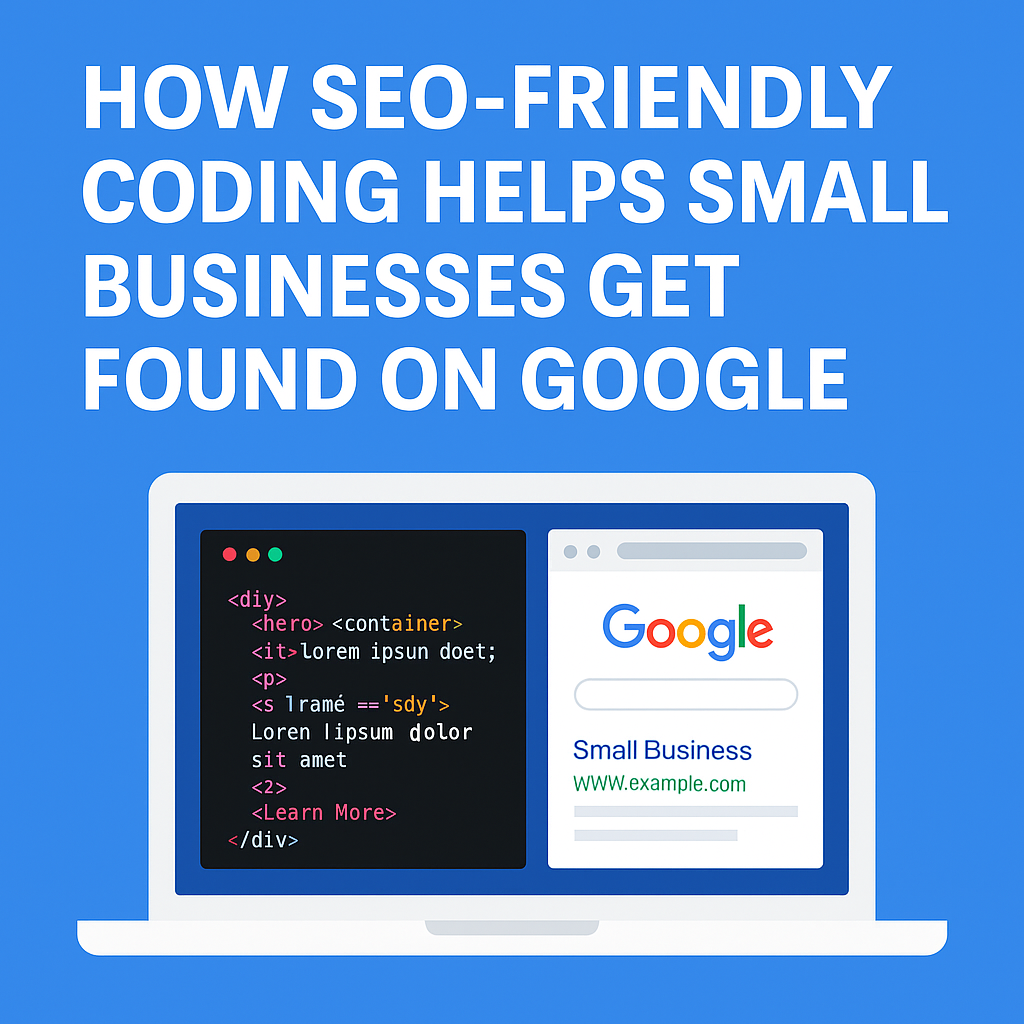 HOW SEO-FRIENDLY
CODING HELPS SMALL
BUSINESSES GET
FOUND ON GOOGLE
<diy>
<hero> <container>
<it>lorem ipsun doet;
<p>
<s lramé =='sdy'>
Loren lipsum dolor
sit amet
<2>
<Learn More>
</div>
Google
Small Business
WWW.example.com